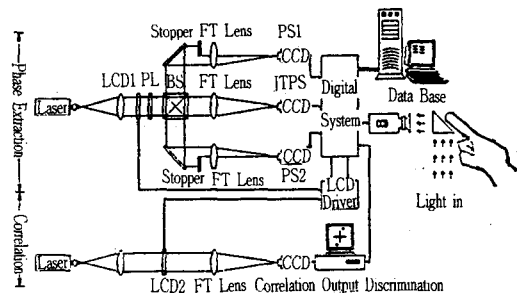 Stopper FT Lens PS1
CCD
LCD1 PL BS FT Lens JTPS
Digital
Data Base
Laser
CCD
System
Phase Extraction
CCD
Stopper FT Lens PS2
LCD
Driver
Light in
Correlation
Laser
CCD
LCD2 FT Lens Correlation Output Discrimination